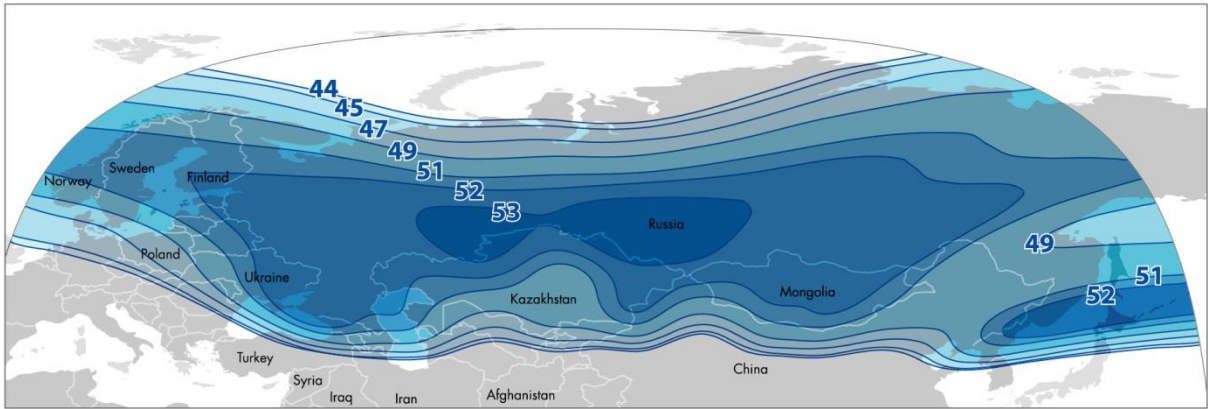 44
45
47
49
51
52
53
Norway
Sweden
Finland
Russia
49
51
52
Poland
Ukraine
Kazakhstan
Mongolia
Turkey
Syria
Iraq
Iran
Afghanistan
China